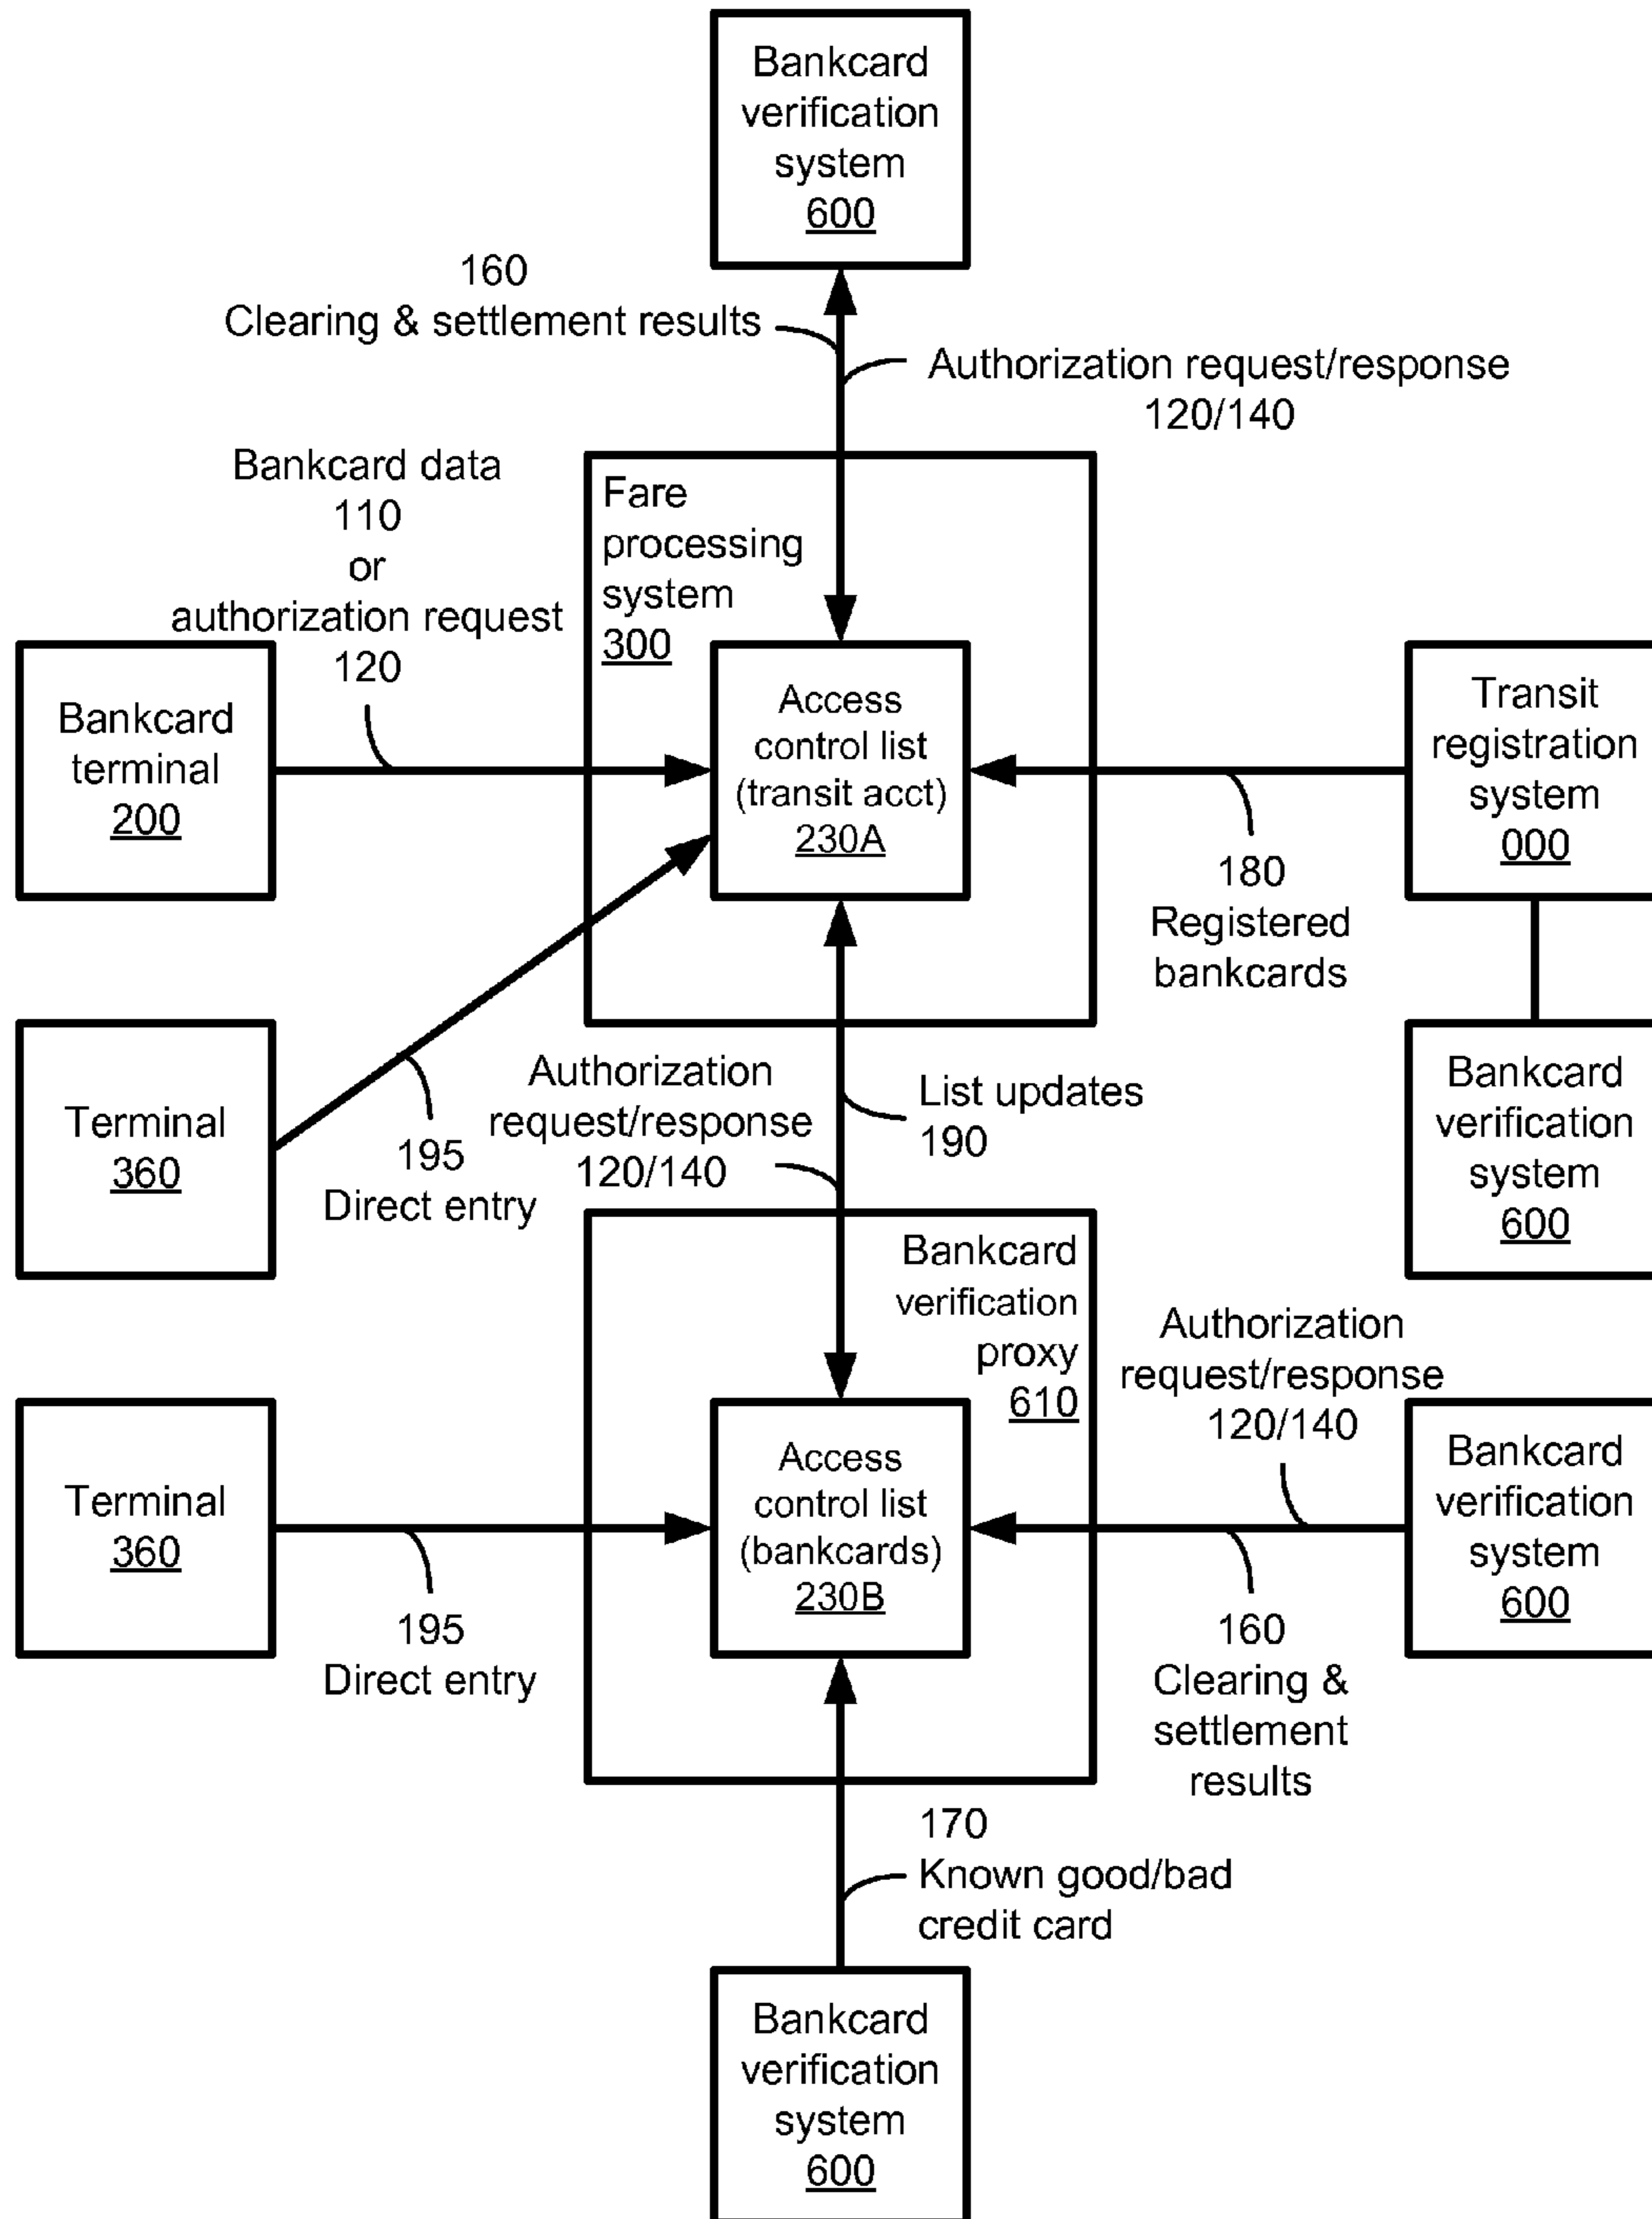 Bankcard
verification
system
600
160
Clearing & settlement results
Authorization request/response
120/140
Bankcard data
110
or
authorization request
120
Fare
processing
system
300
Bankcard
terminal
200
Access
control list
(transit acct)
230A
Transit
registration
system
000
180
Registered
bankcards
Terminal
360
195
Direct entry
Authorization
request/response
120/140
List updates
190
Bankcard
verification
system
600
Bankcard
verification
proxy
610
Terminal
360
195
Direct entry
Access
control list
(bankcards)
230B
Authorization
request/response
120/140
Bankcard
verification
system
600
160
Clearing &
settlement
results
170
Known good/bad
credit card
Bankcard
verification
system
600